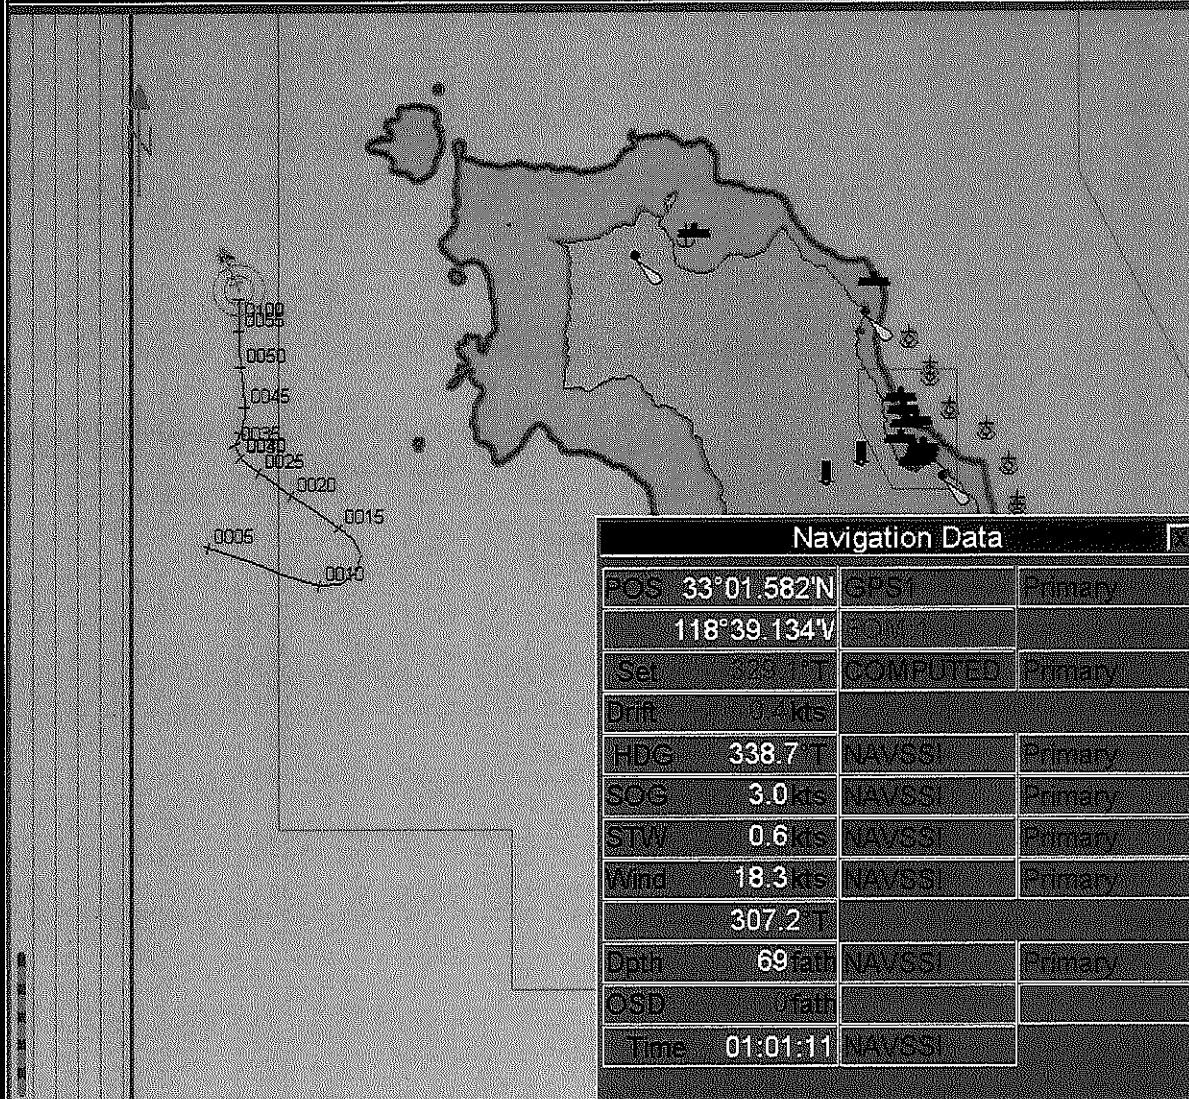 N
0100
0055
0050
0045
0035
0030
0025
0020
0015
0005
0010
Navigation Data X
POS 33°01.582'N GPS1 Primary
118°39.134'W
Set °T COMPUTED Primary
Drift 0.4 kts
HDG 338.7°T NAVSSI Primary
SOG 3.0 kts NAVSSI Primary
STW 0.6 kts NAVSSI Primary
Wind 18.3 kts NAVSSI Primary
307.2°T
Dpth 69 fath NAVSSI Primary
OSD 0 fath
Time 01:01:11 NAVSSI